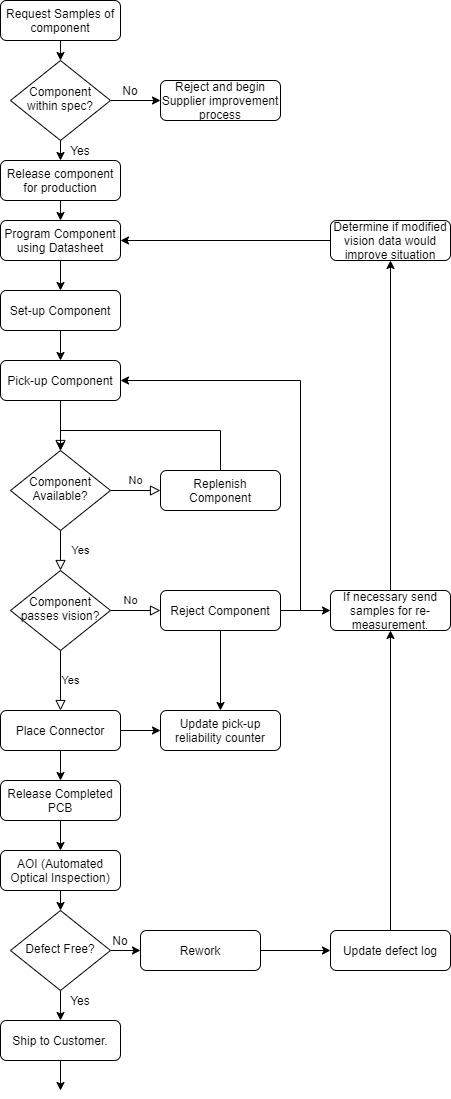 Request Samples of
component
Component
within spec?
No
Reject and begin
Supplier improvement
process
Yes
Release component
for production
Program Component
using Datasheet
Determine if modified
vision data would
improve situation
Set-up Component
Pick-up Component
Component
Available?
No
Replenish
Component
Yes
Component
passes vision?
No
Reject Component
If necessary send
samples for re-
measurement.
Yes
Place Connector
Update pick-up
reliability counter
Release Completed
PCB
AOI (Automated
Optical Inspection)
Defect Free?
No
Rework
Update defect log
Yes
Ship to Customer.